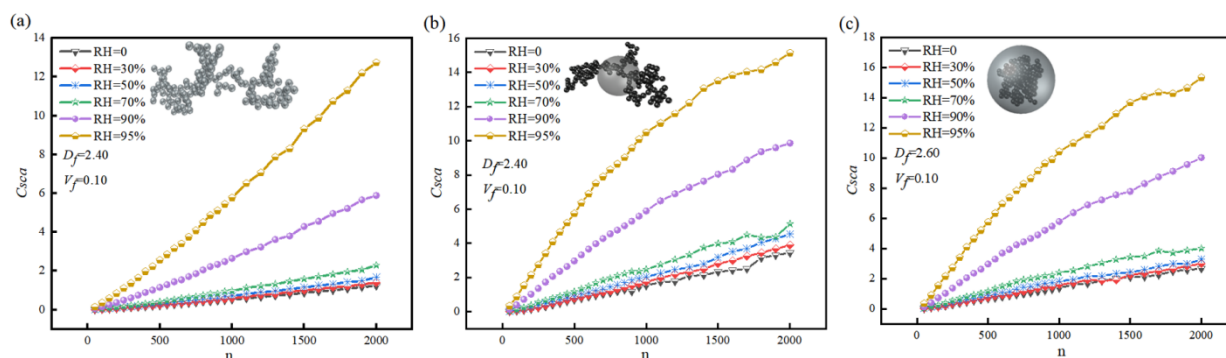 (a)
14
12
10
8
6
4
2
0
Csca
RH=0
RH=30%
RH=50%
RH=70%
RH=90%
RH=95%
Df=2.40
Vf=0.10
0 500 1000 1500 2000
n
(b)
16
14
12
10
8
6
4
2
0
Csca
RH=0
RH=30%
RH=50%
RH=70%
RH=90%
RH=95%
Df=2.40
Vf=0.10
0 500 1000 1500 2000
n
(c)
18
16
14
12
10
8
6
4
2
0
Csca
RH=0
RH=30%
RH=50%
RH=70%
RH=90%
RH=95%
Df=2.60
Vf=0.10
0 500 1000 1500 2000
n